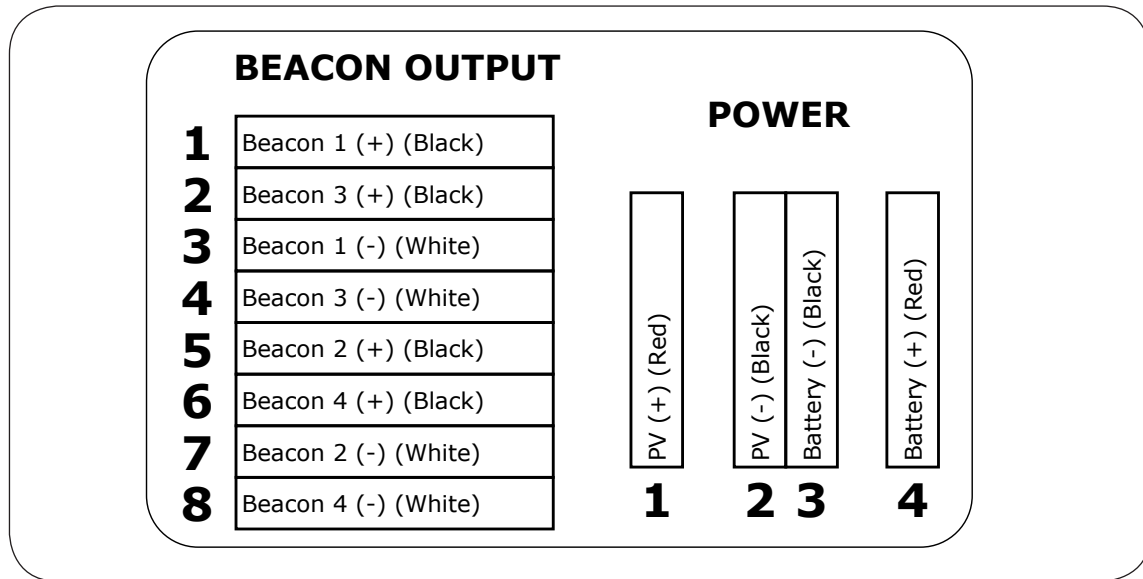 BEACON OUTPUT
1 Beacon 1 (+) (Black)
2 Beacon 3 (+) (Black)
3 Beacon 1 (-) (White)
4 Beacon 3 (-) (White)
5 Beacon 2 (+) (Black)
6 Beacon 4 (+) (Black)
7 Beacon 2 (-) (White)
8 Beacon 4 (-) (White)
POWER
PV (+) (Red)
PV (-) (Black)
Battery (-) (Black)
Battery (+) (Red)
1 2 3 4